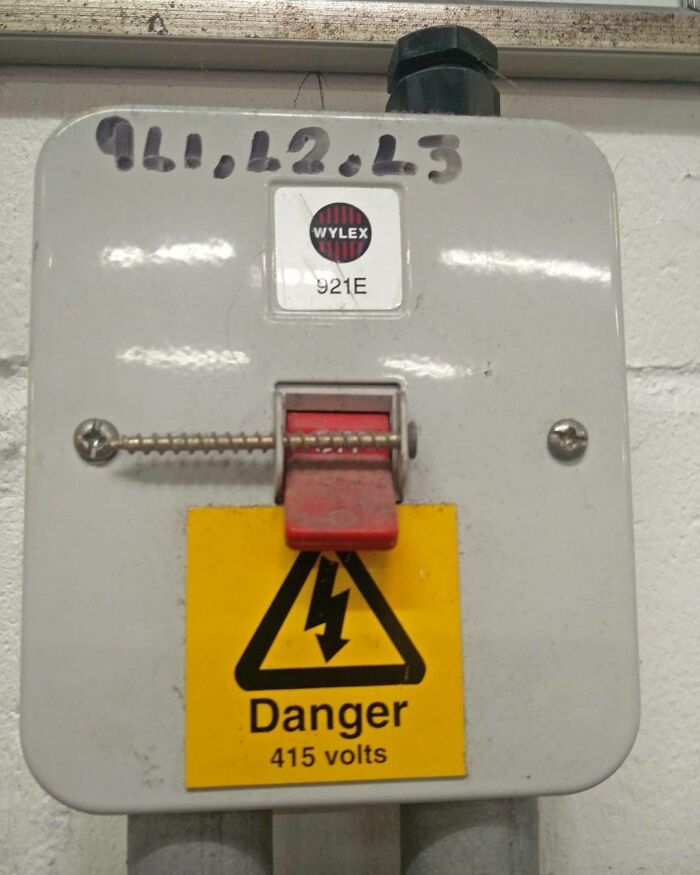 9L1, L2, L3
WYLEX
921E
Danger
415 volts